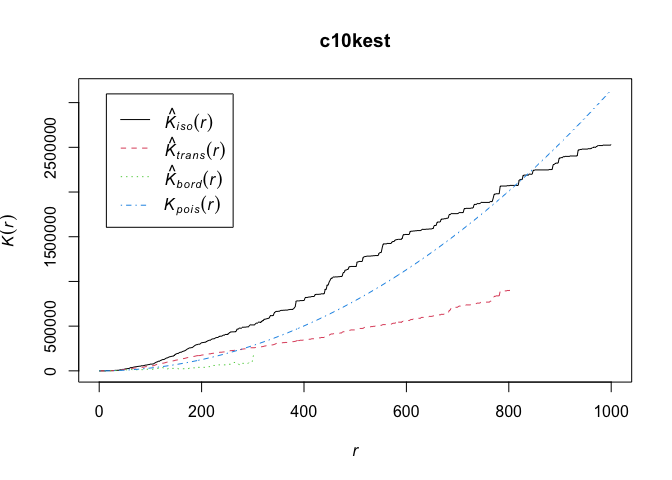 c10kest
K̂iso(r)
K̂trans(r)
K̂bord(r)
Kpois(r)
K(r)
0 500000 1500000 2500000
0 200 400 600 800 1000
r